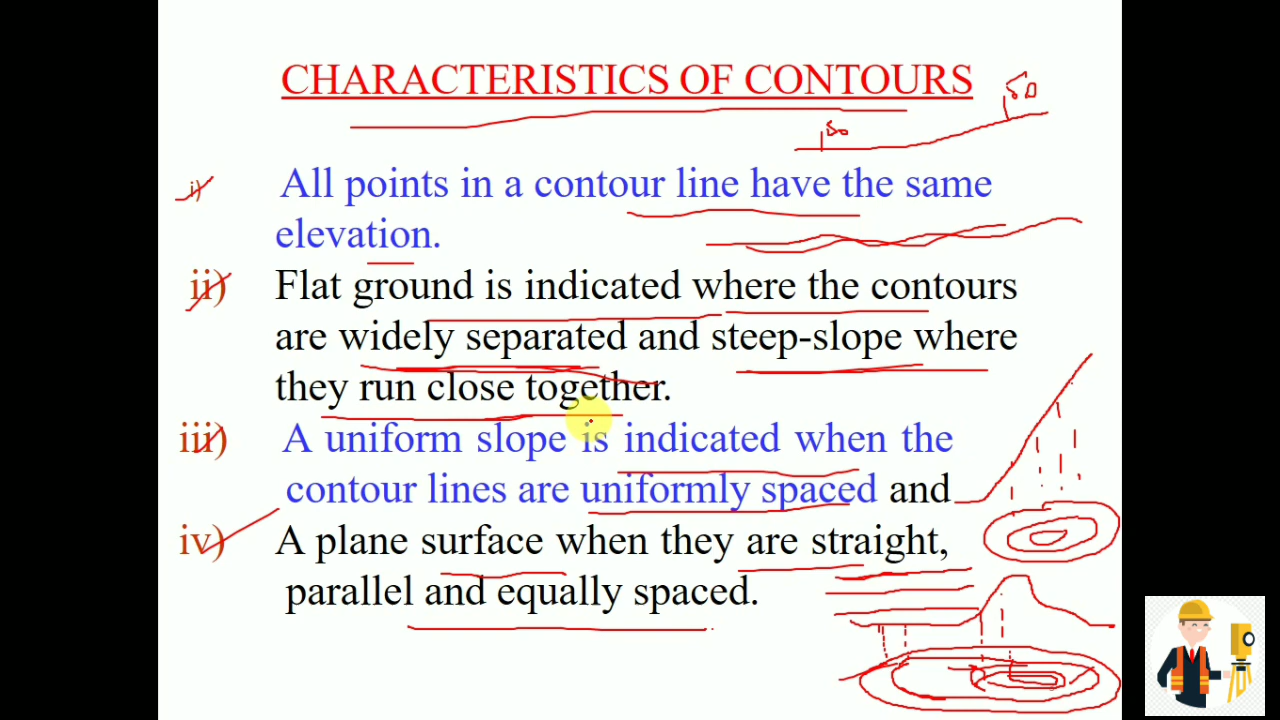 CHARACTERISTICS OF CONTOURS
50
50
i) All points in a contour line have the same
elevation.
ii) Flat ground is indicated where the contours
are widely separated and steep-slope where
they run close together.
iii) A uniform slope is indicated when the
contour lines are uniformly spaced and
iv) A plane surface when they are straight,
parallel and equally spaced.